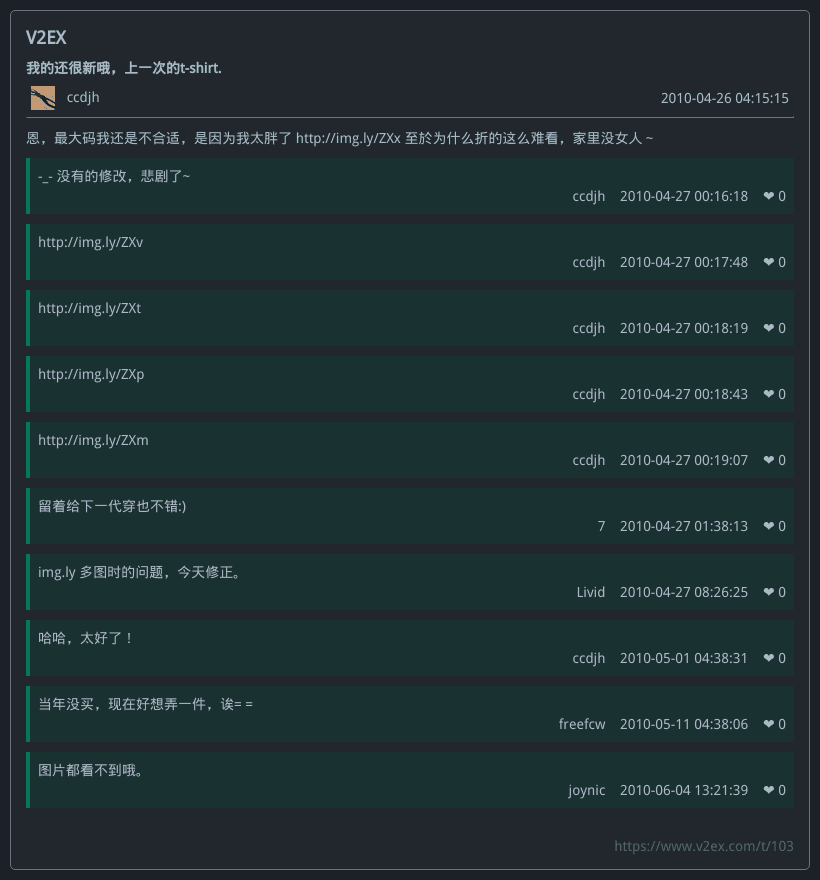 V2EX
我的还很新哦，上一次的t-shirt.
ccdjh 2010-04-26 04:15:15
恩，最大码我还是不合适，是因为我太胖了 http://img.ly/ZXx 至於为什么折的这么难看，家里没女人 ~
-_- 没有的修改，悲剧了~
ccdjh 2010-04-27 00:16:18 ❤ 0
http://img.ly/ZXv
ccdjh 2010-04-27 00:17:48 ❤ 0
http://img.ly/ZXt
ccdjh 2010-04-27 00:18:19 ❤ 0
http://img.ly/ZXp
ccdjh 2010-04-27 00:18:43 ❤ 0
http://img.ly/ZXm
ccdjh 2010-04-27 00:19:07 ❤ 0
留着给下一代穿也不错:)
7 2010-04-27 01:38:13 ❤ 0
img.ly 多图时的问题，今天修正。
Livid 2010-04-27 08:26:25 ❤ 0
哈哈，太好了！
ccdjh 2010-05-01 04:38:31 ❤ 0
当年没买，现在好想弄一件，诶= =
freefcw 2010-05-11 04:38:06 ❤ 0
图片都看不到哦。
joynic 2010-06-04 13:21:39 ❤ 0
https://www.v2ex.com/t/103